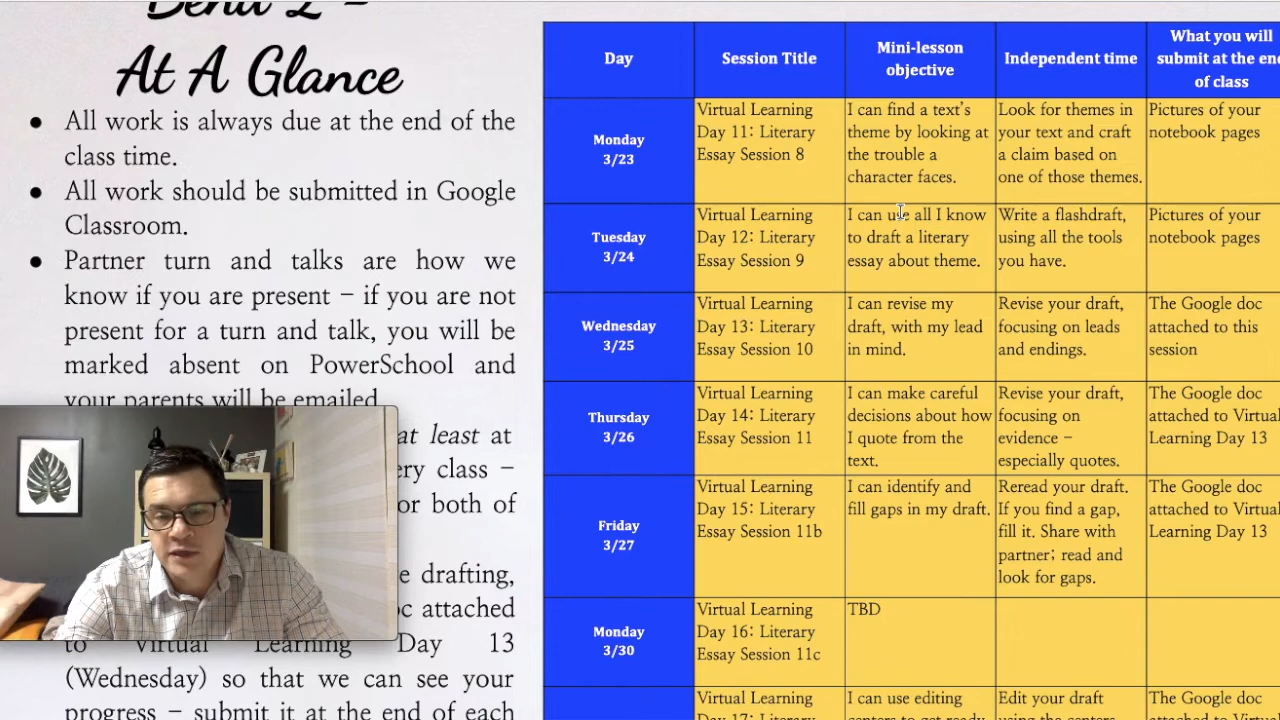 At A Glance
● All work is always due at the end of the
class time.
● All work should be submitted in Google
Classroom.
● Partner turn and talks are how we
know if you are present – if you are not
present for a turn and talk, you will be
marked absent on PowerSchool and
your parents will be emailed.
at least at
every class –
or both of
drafting,
doc attached
to Virtual Learning Day 13
(Wednesday) so that we can see your
progress – submit it at the end of each
Day
Session Title
Mini-lesson
objective
Independent time
What you will
submit at the end
of class
Monday
3/23
Virtual Learning
Day 11: Literary
Essay Session 8
I can find a text's
theme by looking at
the trouble a
character faces.
Look for themes in
your text and craft
a claim based on
one of those themes.
Pictures of your
notebook pages
Tuesday
3/24
Virtual Learning
Day 12: Literary
Essay Session 9
I can use all I know
to draft a literary
essay about theme.
Write a flashdraft,
using all the tools
you have.
Pictures of your
notebook pages
Wednesday
3/25
Virtual Learning
Day 13: Literary
Essay Session 10
I can revise my
draft, with my lead
in mind.
Revise your draft,
focusing on leads
and endings.
The Google doc
attached to this
session
Thursday
3/26
Virtual Learning
Day 14: Literary
Essay Session 11
I can make careful
decisions about how
I quote from the
text.
Revise your draft,
focusing on
evidence –
especially quotes.
The Google doc
attached to Virtual
Learning Day 13
Friday
3/27
Virtual Learning
Day 15: Literary
Essay Session 11b
I can identify and
fill gaps in my draft.
Reread your draft.
If you find a gap,
fill it. Share with
partner; read and
look for gaps.
The Google doc
attached to Virtual
Learning Day 13
Monday
3/30
Virtual Learning
Day 16: Literary
Essay Session 11c
TBD
Virtual Learning
Day 17: Literary
I can use editing
centers to get ready
Edit your draft
using the centers
The Google doc
attached to Virtual